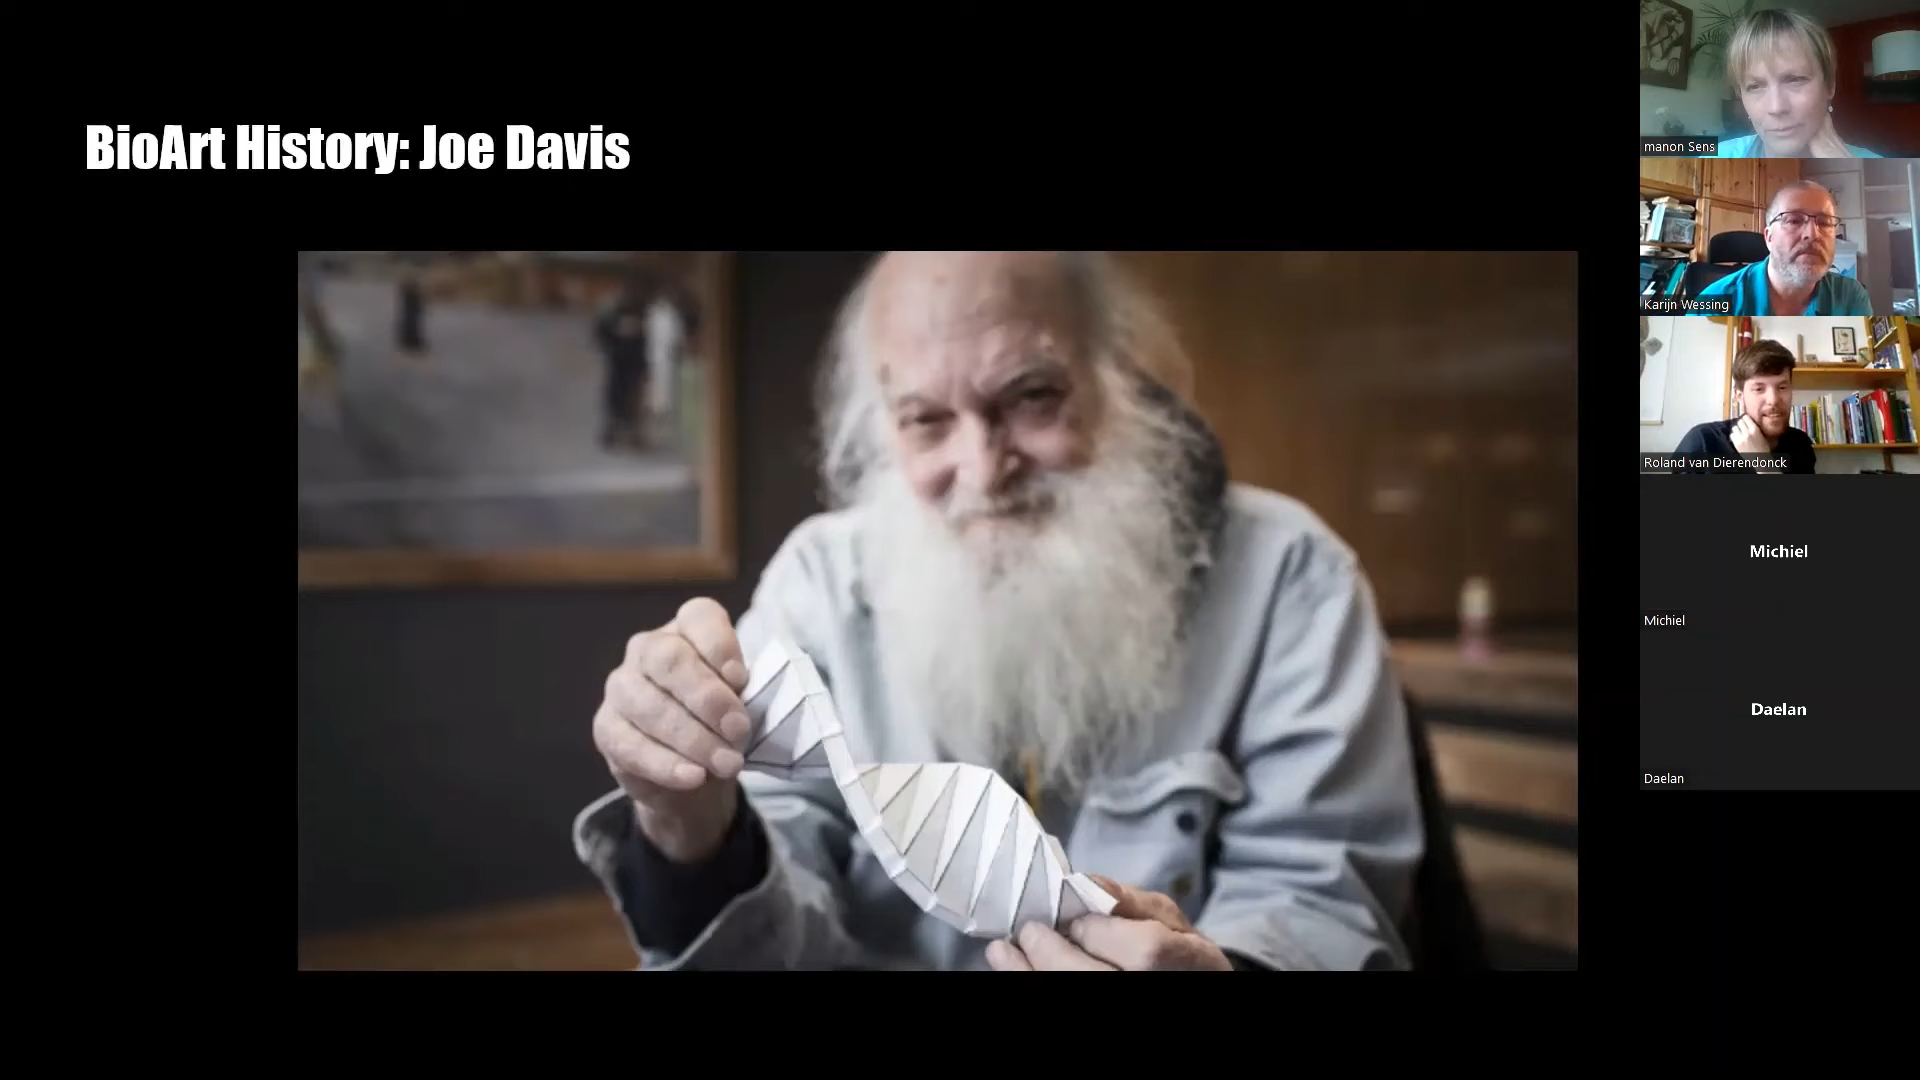 BioArt History: Joe Davis
manon Sens
Karijn Wessing
Roland van Dierendonck
Michiel
Michiel
Daelan
Daelan